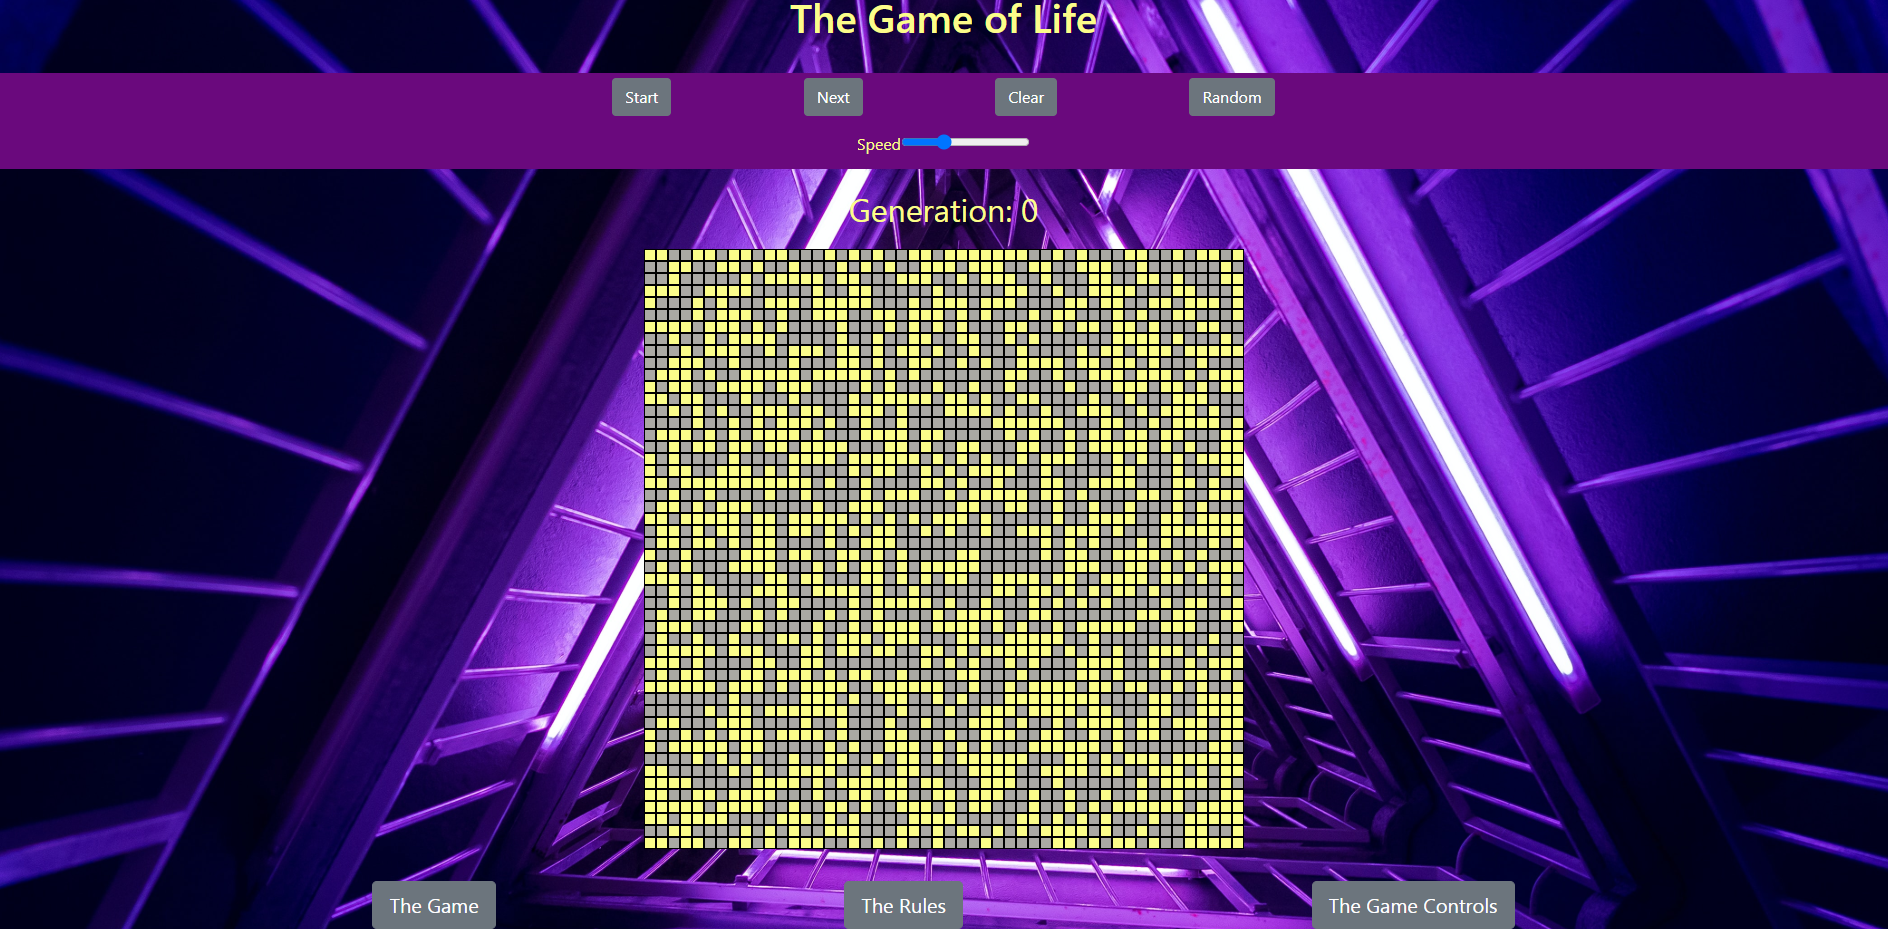 The Game of Life
Start Next Clear Random
Speed
Generation: 0
The Game The Rules The Game Controls